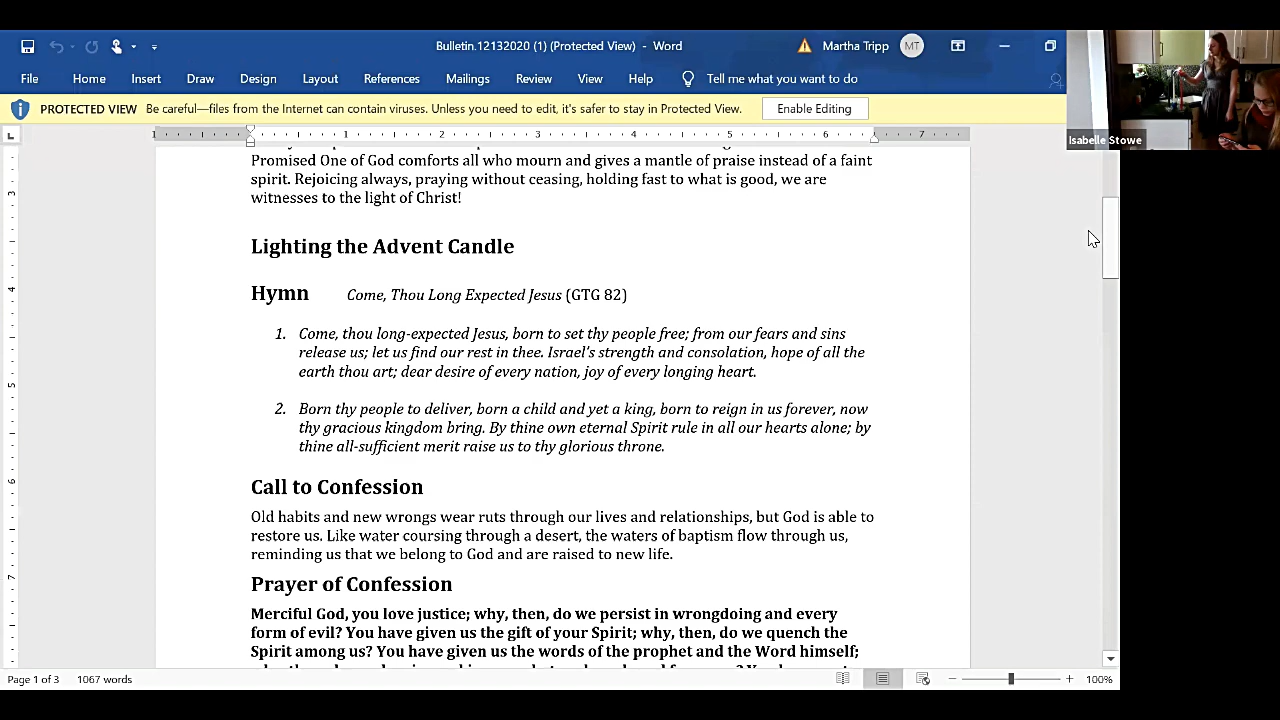 Bulletin.12132020 (1) (Protected View) - Word
Martha Tripp MT
File Home Insert Draw Design Layout References Mailings Review View Help Tell me what you want to do
PROTECTED VIEW Be careful—files from the Internet can contain viruses. Unless you need to edit, it's safer to stay in Protected View. Enable Editing
Isabelle Stowe
1 1 2 3 4 5 6 7
Promised One of God comforts all who mourn and gives a mantle of praise instead of a faint
spirit. Rejoicing always, praying without ceasing, holding fast to what is good, we are
witnesses to the light of Christ!
Lighting the Advent Candle
Hymn Come, Thou Long Expected Jesus (GTG 82)
1. Come, thou long-expected Jesus, born to set thy people free; from our fears and sins
release us; let us find our rest in thee. Israel's strength and consolation, hope of all the
earth thou art; dear desire of every nation, joy of every longing heart.
2. Born thy people to deliver, born a child and yet a king, born to reign in us forever, now
thy gracious kingdom bring. By thine own eternal Spirit rule in all our hearts alone; by
thine all-sufficient merit raise us to thy glorious throne.
Call to Confession
Old habits and new wrongs wear ruts through our lives and relationships, but God is able to
restore us. Like water coursing through a desert, the waters of baptism flow through us,
reminding us that we belong to God and are raised to new life.
Prayer of Confession
Merciful God, you love justice; why, then, do we persist in wrongdoing and every
form of evil? You have given us the gift of your Spirit; why, then, do we quench the
Spirit among us? You have given us the words of the prophet and the Word himself;
3
4
5
6
7
Page 1 of 3 1067 words 100%